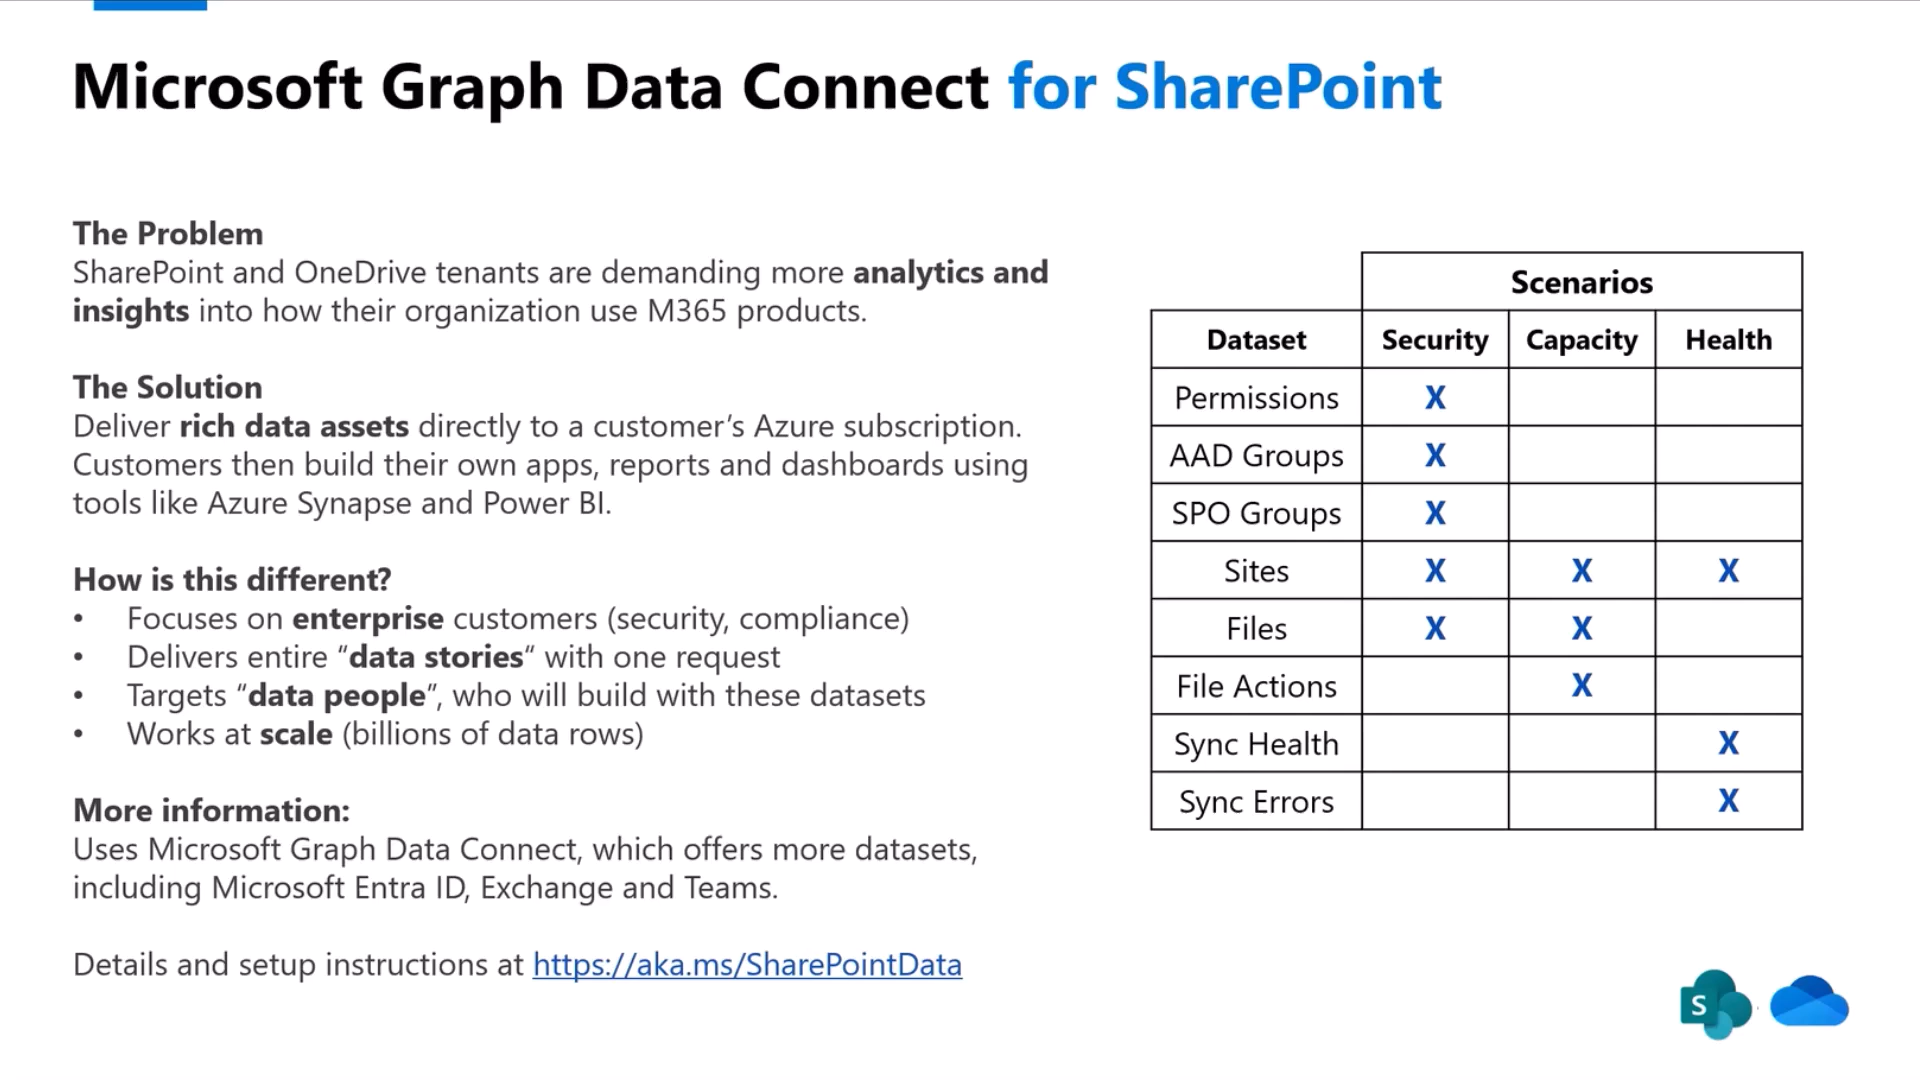 Microsoft Graph Data Connect for SharePoint
The Problem
SharePoint and OneDrive tenants are demanding more analytics and
insights into how their organization use M365 products.
The Solution
Deliver rich data assets directly to a customer’s Azure subscription.
Customers then build their own apps, reports and dashboards using
tools like Azure Synapse and Power BI.
How is this different?
• Focuses on enterprise customers (security, compliance)
• Delivers entire “data stories“ with one request
• Targets “data people”, who will build with these datasets
• Works at scale (billions of data rows)
More information:
Uses Microsoft Graph Data Connect, which offers more datasets,
including Microsoft Entra ID, Exchange and Teams.
Details and setup instructions at https://aka.ms/SharePointData
Scenarios
Dataset Security Capacity Health
Permissions X
AAD Groups X
SPO Groups X
Sites X X X
Files X X
File Actions X
Sync Health X
Sync Errors X
S